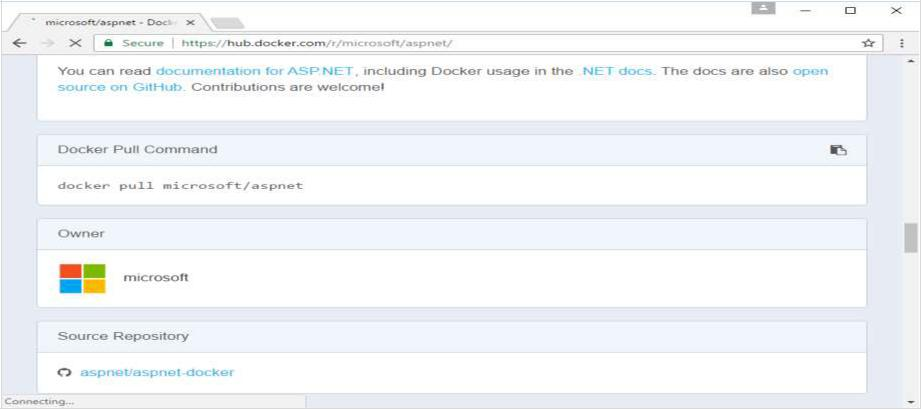 microsoft/aspnet - Dock
Secure
https://hub.docker.com/r/microsoft/aspnet/
You can read documentation for ASP.NET, including Docker usage in the .NET docs. The docs are also open
source on GitHub. Contributions are welcome!
Docker Pull Command
docker pull microsoft/aspnet
Owner
microsoft
Source Repository
aspnet/aspnet-docker
Connecting...